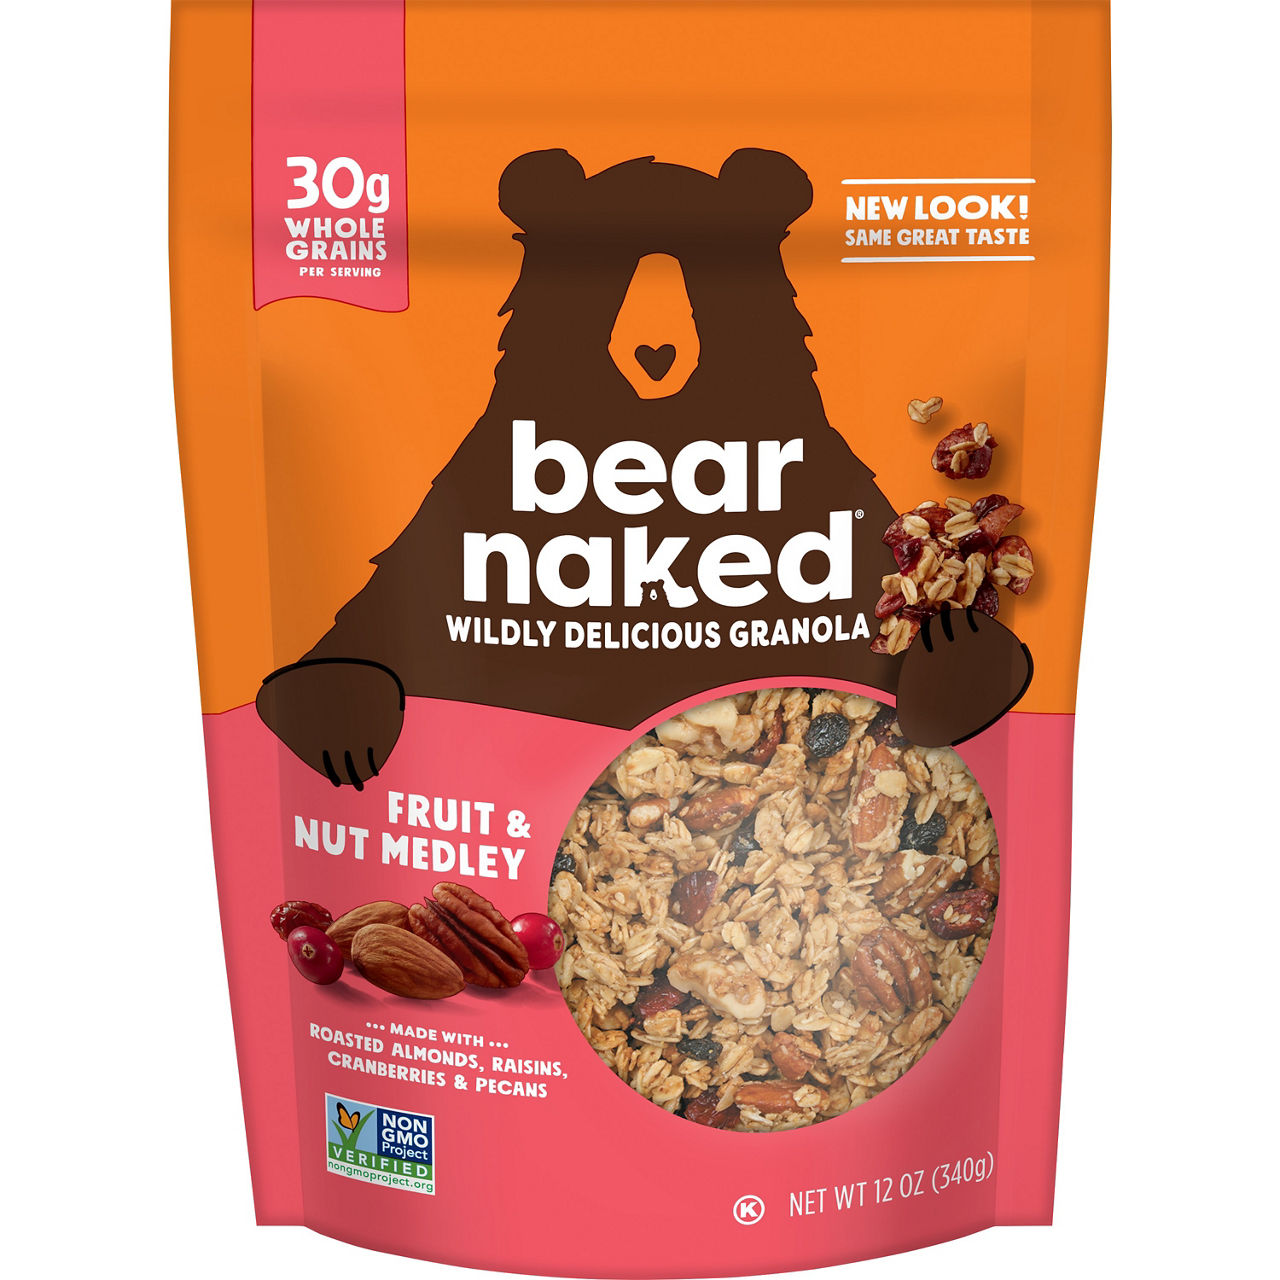 30g
WHOLE
GRAINS
PER SERVING
NEW LOOK!
SAME GREAT TASTE
bear
naked®
WILDLY DELICIOUS GRANOLA
FRUIT &
NUT MEDLEY
... MADE WITH ...
ROASTED ALMONDS, RAISINS,
CRANBERRIES & PECANS
NON
GMO
Project
VERIFIED
nongmoproject.org
K
NET WT 12 OZ (340g)